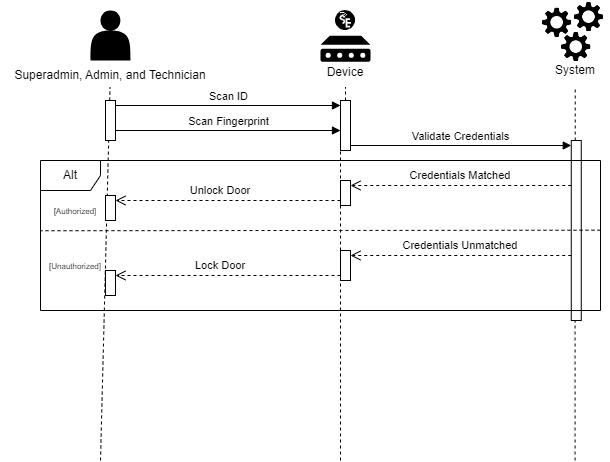 SE
Superadmin, Admin, and Technician
Device
System
Scan ID
Scan Fingerprint
Validate Credentials
Alt
Credentials Matched
Unlock Door
[Authorized]
Credentials Unmatched
[Unauthorized]
Lock Door